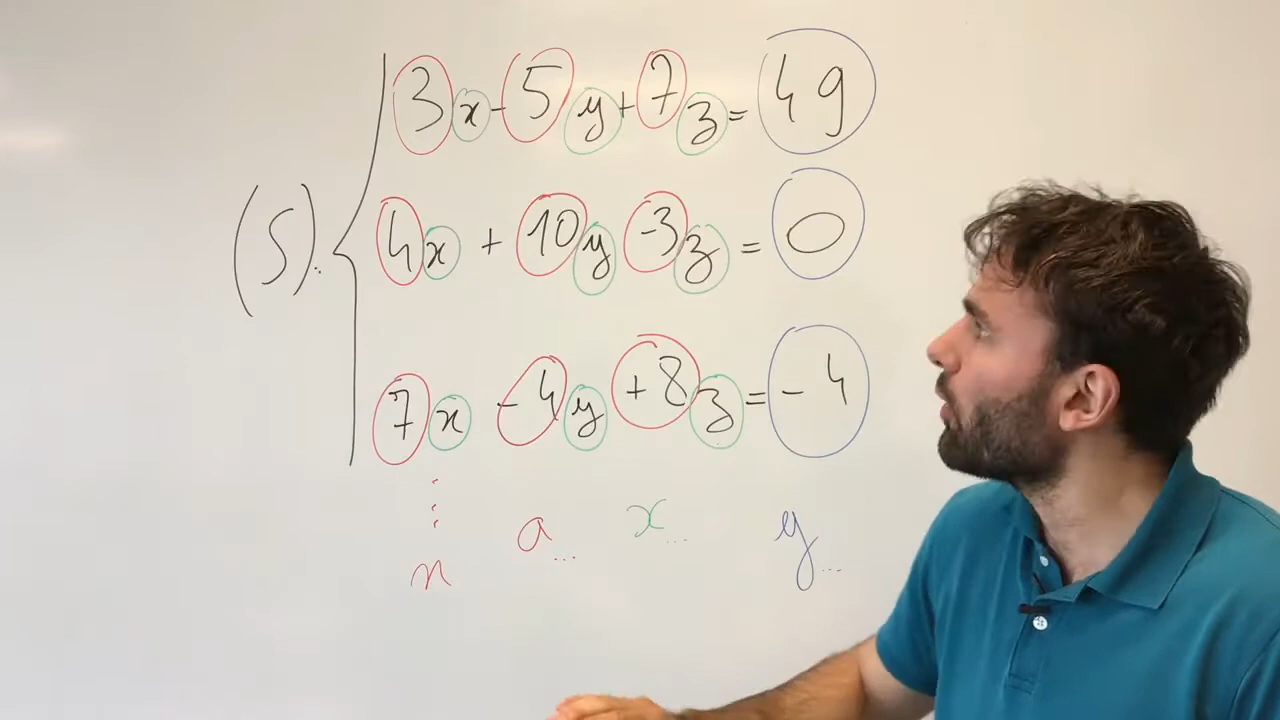 3x - 5y + 7z = 49
(S): 4x + 10y -3z = 0
7x -4y +8z = -4
⋮
n a... x... y...